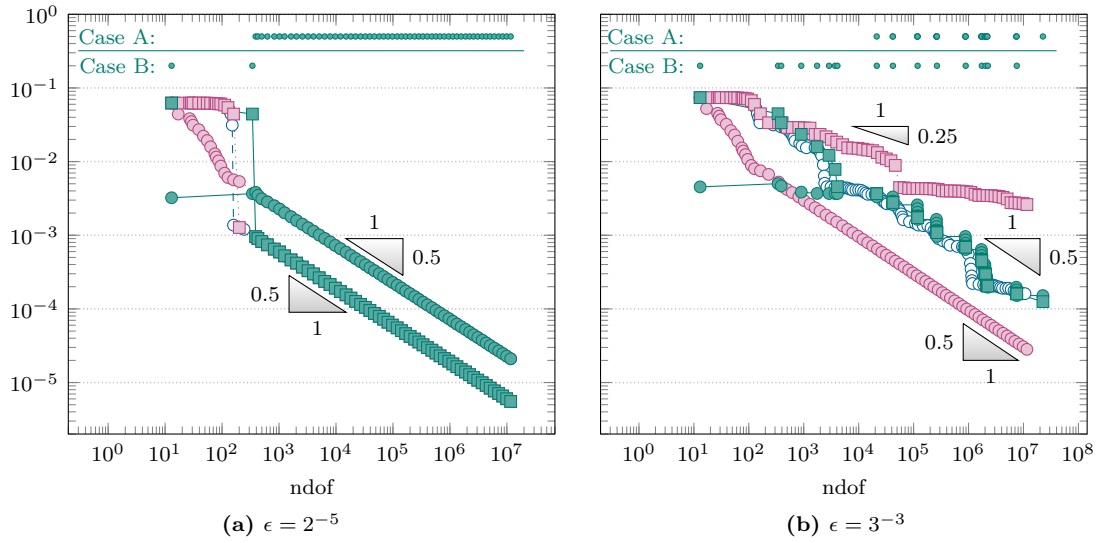 10^0
10^{-1}
10^{-2}
10^{-3}
10^{-4}
10^{-5}
Case A:
Case B:
1
0.5
0.5
1
10^0 10^1 10^2 10^3 10^4 10^5 10^6 10^7
ndof
(a) ϵ = 2^{-5}
Case A:
Case B:
1
0.25
1
0.5
0.5
1
10^0 10^1 10^2 10^3 10^4 10^5 10^6 10^7 10^8
ndof
(b) ϵ = 3^{-3}